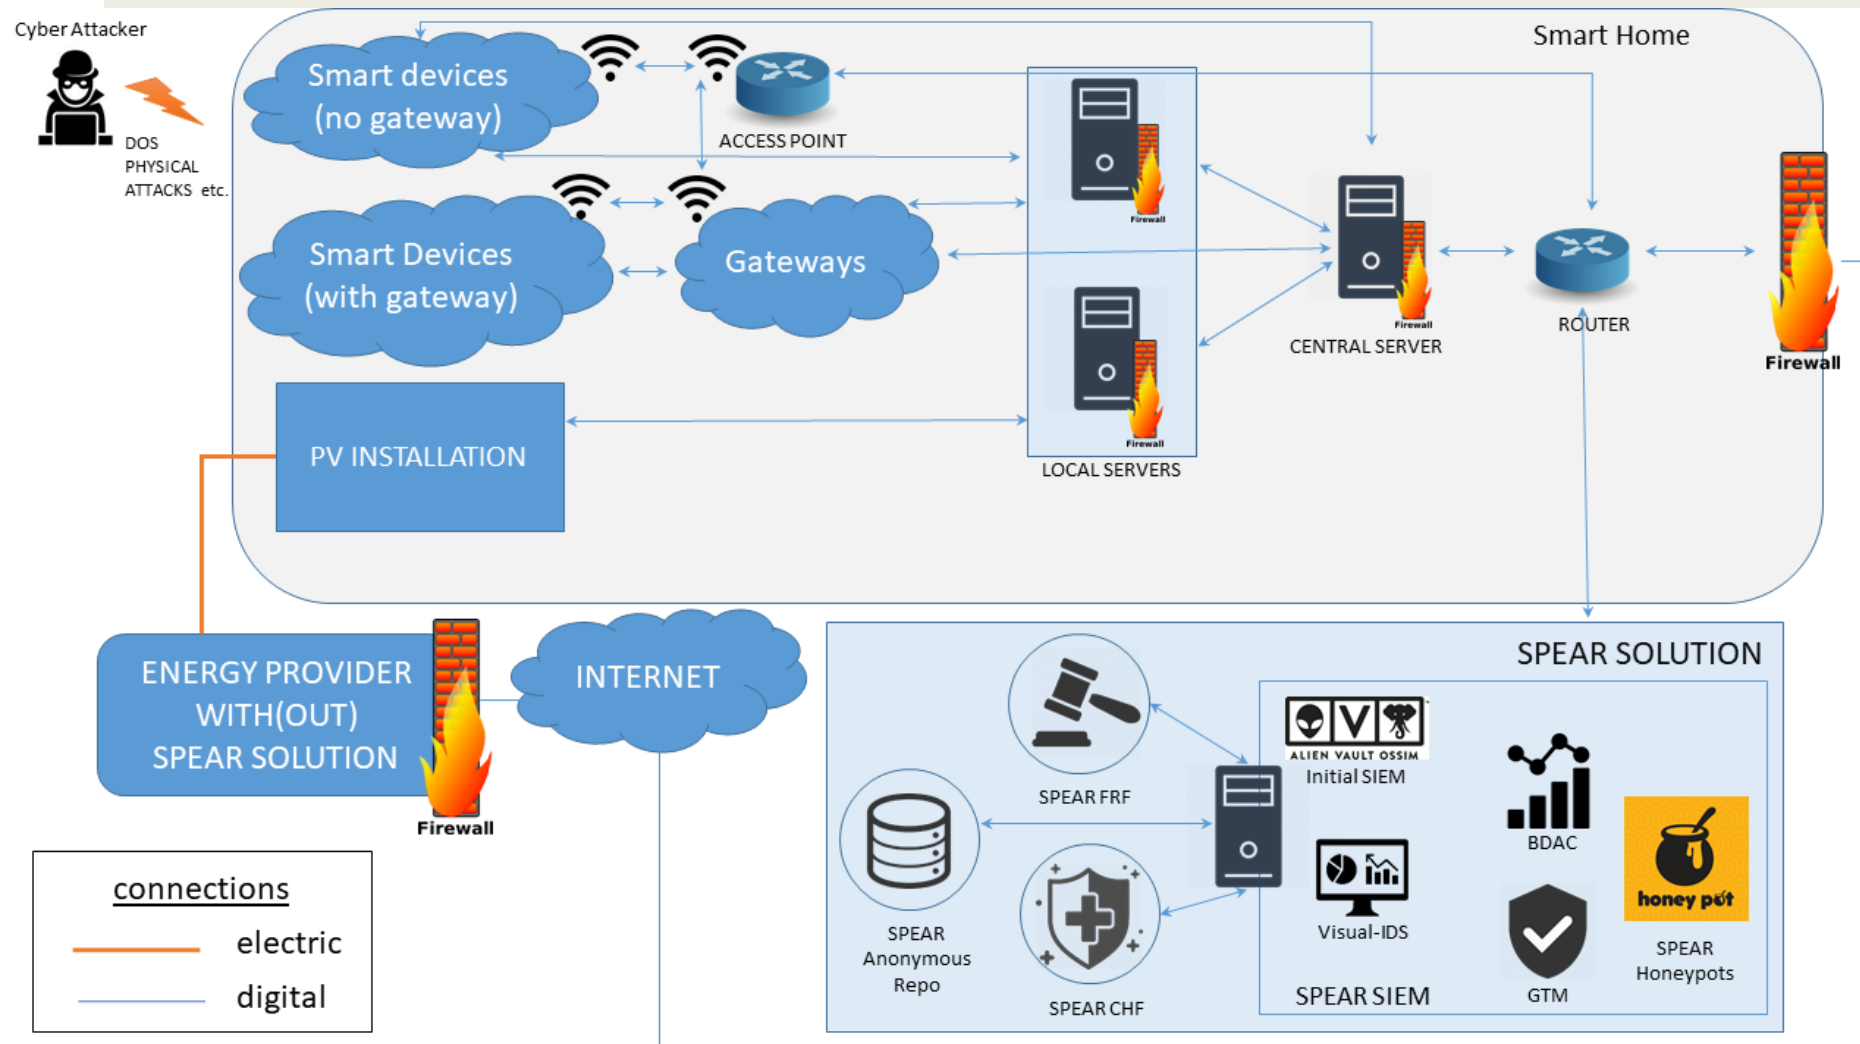 Cyber Attacker
DOS
PHYSICAL
ATTACKS etc.
Smart Home
Smart devices
(no gateway)
ACCESS POINT
Firewall
Smart Devices
(with gateway)
Gateways
Firewall
CENTRAL SERVER
ROUTER
Firewall
PV INSTALLATION
Firewall
LOCAL SERVERS
ENERGY PROVIDER
WITH(OUT)
SPEAR SOLUTION
Firewall
INTERNET
SPEAR SOLUTION
SPEAR FRF
ALIEN VAULT OSSIM
Initial SIEM
BDAC
honey pot
SPEAR
Honeypots
Visual-IDS
GTM
SPEAR SIEM
SPEAR
Anonymous
Repo
SPEAR CHF
connections
electric
digital